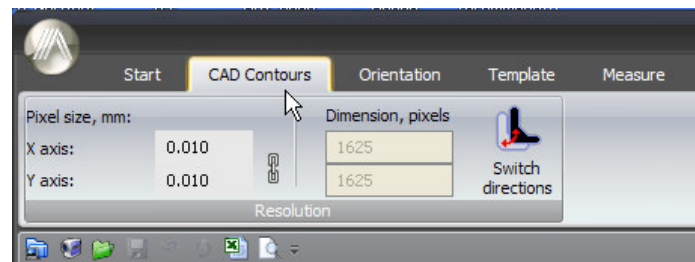 Start CAD Contours Orientation Template Measure
Pixel size, mm: Dimension, pixels
X axis: 0.010 1625
Y axis: 0.010 1625
Switch
directions
Resolution